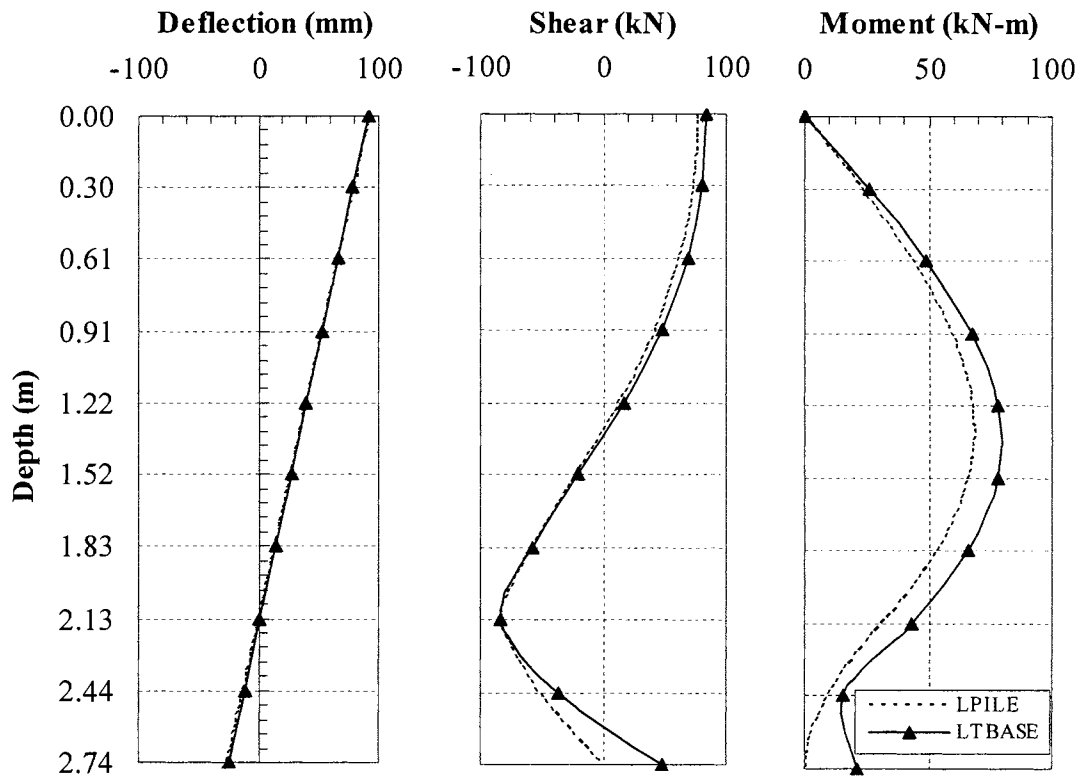 Deflection (mm) Shear (kN) Moment (kN-m)
-100 0 100 -100 0 100 0 50 100
0.00
0.30
0.61
0.91
1.22
1.52
1.83
2.13
2.44
2.74
Depth (m)
LPILE
LTBASE